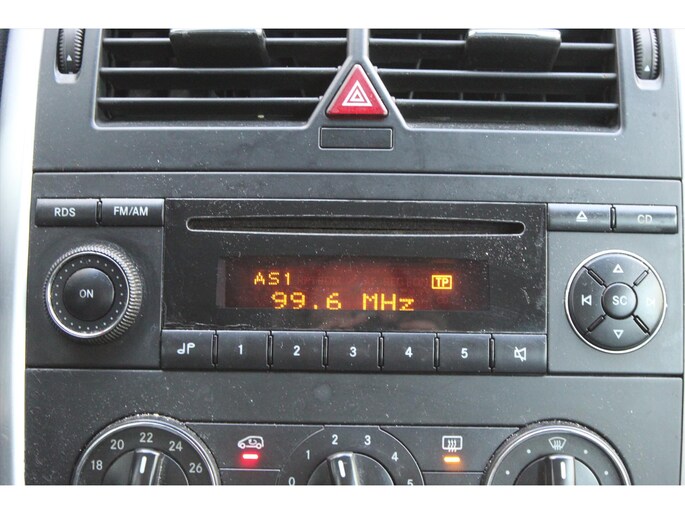 RDS FM/AM CD
ON
AS1 TP
99.6 MHz
SC
1 2 3 4 5
18 20 22 24 26
0 1 2 3 4 5